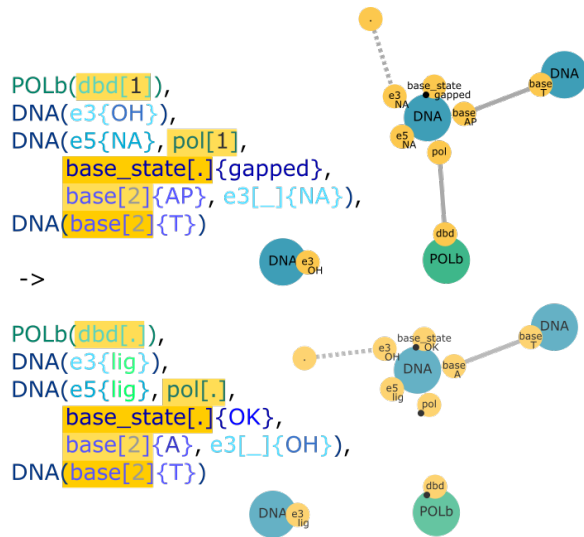 POLb(dbd[1]),
DNA(e3{OH}),
DNA(e5{NA}, pol[1],
base_state[.]{gapped},
base[2]{AP}, e3[_]{NA}),
DNA(base[2]{T})
->
POLb(dbd[.]),
DNA(e3{lig}),
DNA(e5{lig}, pol[.],
base_state[.]{OK},
base[2]{A}, e3[_]{OH}),
DNA(base[2]{T})
.
e3
NA
base_state
gapped
DNA
e5
NA
base
AP
pol
base
T
DNA
dbd
POLb
DNA
e3
OH
.
e3
OH
base_state
OK
DNA
e5
lig
base
A
pol
base
T
DNA
dbd
POLb
DNA
e3
lig